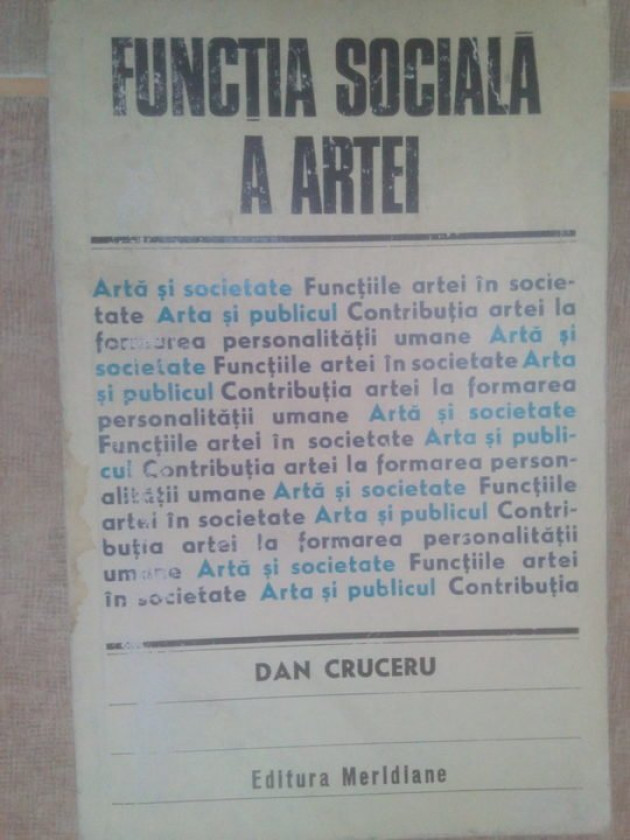 FUNCȚIA SOCIALĂ
A ARTEI
Artă și societate Funcțiile artei în socie-
tate Arta și publicul Contribuția artei la
formarea personalității umane Artă și
societate Funcțiile artei în societate Arta
și publicul Contribuția artei la formarea
personalității umane Artă și societate
Funcțiile artei în societate Arta și publi-
cul Contribuția artei la formarea person-
alității umane Artă și societate Funcțiile
artei în societate Arta și publicul Contri-
buția artei la formarea personalității
umane Artă și societate Funcțiile artei
în societate Arta și publicul Contribuția
DAN CRUCERU
Editura Meridiane